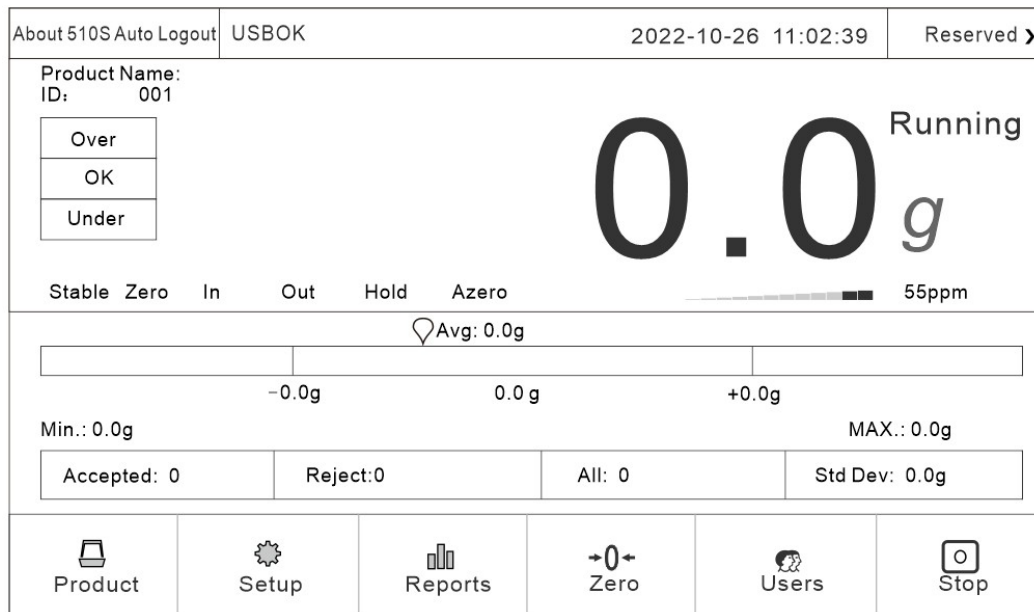 About 510S Auto Logout USBOK 2022-10-26 11:02:39 Reserved
Product Name:
ID: 001
Over
OK
Under
0.0 g
Running
Stable Zero In Out Hold Azero 55ppm
Avg: 0.0g
-0.0g 0.0 g +0.0g
Min.: 0.0g MAX.: 0.0g
Accepted: 0 Reject:0 All: 0 Std Dev: 0.0g
→0←
Product Setup Reports Zero Users Stop